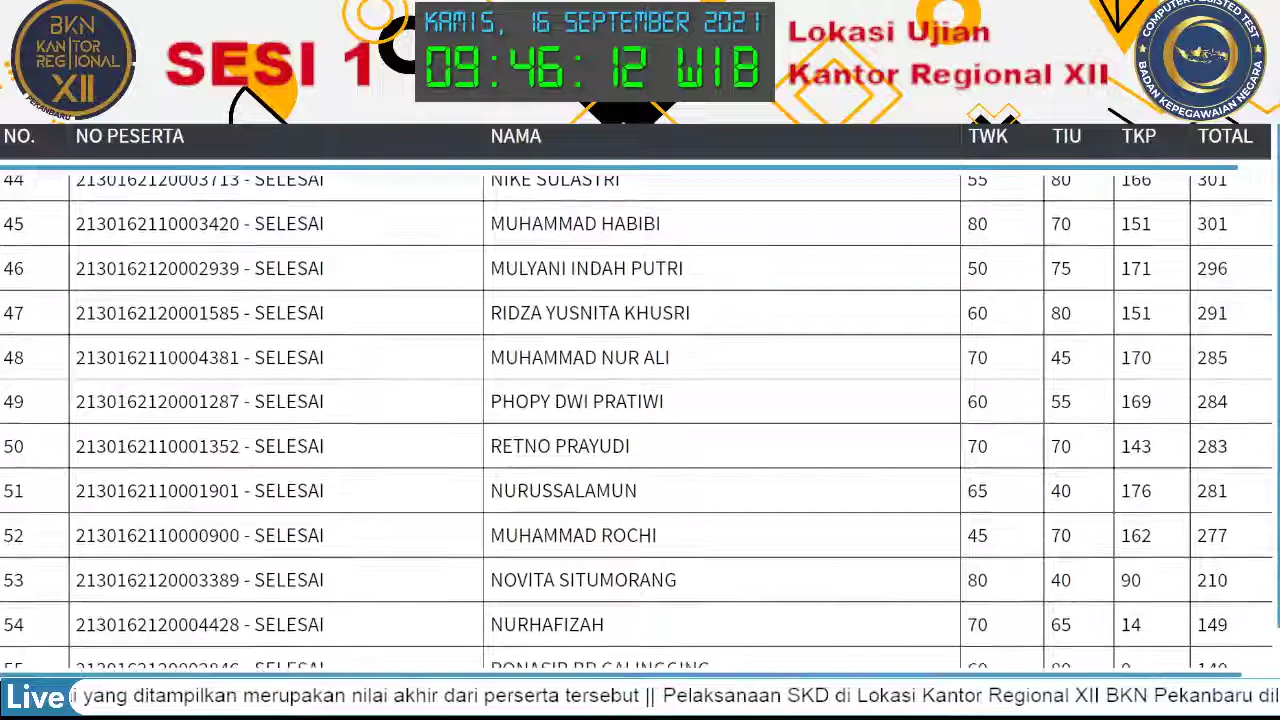 BKN
KANTOR
REGIONAL
XII
PEKANBARU
SESI 1
KAMIS, 16 SEPTEMBER 2021
09:46:12 WIB
Lokasi Ujian
Kantor Regional XII
COMPUTER ASSISTED TEST
BADAN KEPEGAWAIAN NEGARA
NO. NO PESERTA NAMA TWK TIU TKP TOTAL
44 2130162120003713 - SELESAI NIKE SULASTRI 55 80 166 301
45 2130162110003420 - SELESAI MUHAMMAD HABIBI 80 70 151 301
46 2130162120002939 - SELESAI MULYANI INDAH PUTRI 50 75 171 296
47 2130162120001585 - SELESAI RIDZA YUSNITA KHUSRI 60 80 151 291
48 2130162110004381 - SELESAI MUHAMMAD NUR ALI 70 45 170 285
49 2130162120001287 - SELESAI PHOPY DWI PRATIWI 60 55 169 284
50 2130162110001352 - SELESAI RETNO PRAYUDI 70 70 143 283
51 2130162110001901 - SELESAI NURUSSALAMUN 65 40 176 281
52 2130162110000900 - SELESAI MUHAMMAD ROCHI 45 70 162 277
53 2130162120003389 - SELESAI NOVITA SITUMORANG 80 40 90 210
54 2130162120004428 - SELESAI NURHAFIZAH 70 65 14 149
55 - SELESAI
Live i yang ditampilkan merupakan nilai akhir dari perserta tersebut || Pelaksanaan SKD di Lokasi Kantor Regional XII BKN Pekanbaru dil